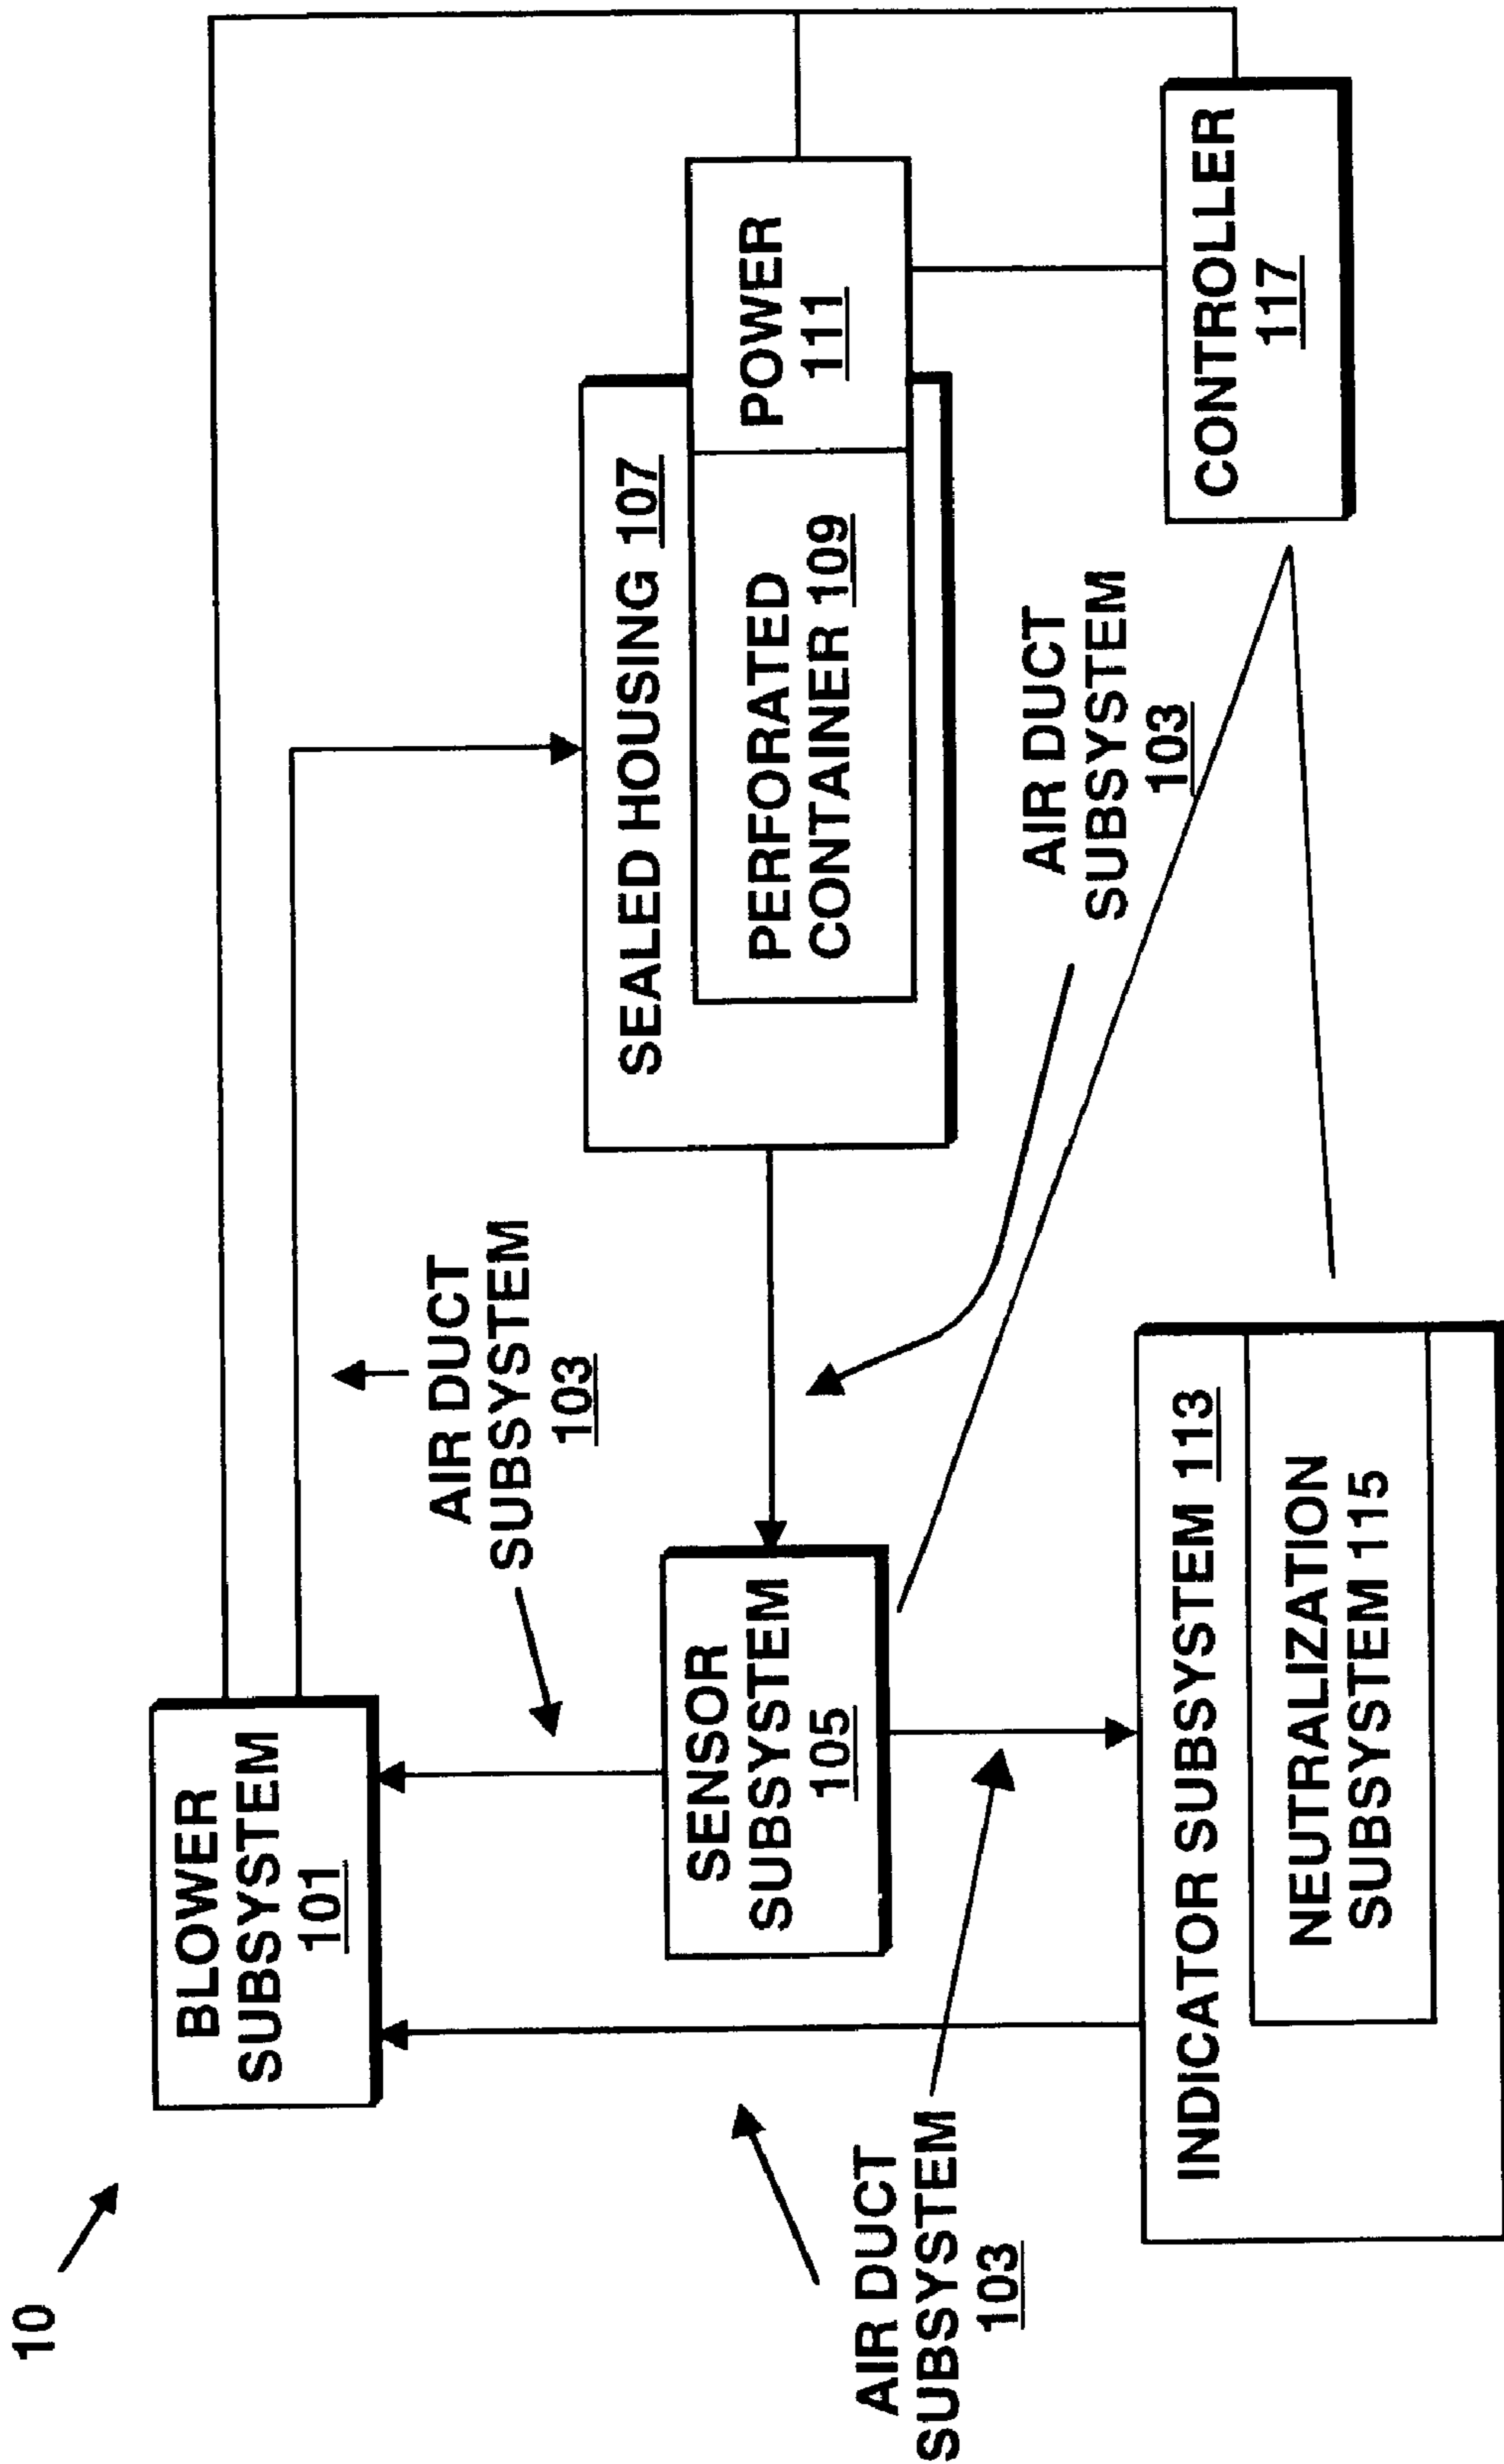 10
BLOWER
SUBSYSTEM
101
AIR DUCT
SUBSYSTEM
103
SEALED HOUSING 107
PERFORATED
CONTAINER 109
POWER
111
SENSOR
SUBSYSTEM
105
AIR DUCT
SUBSYSTEM
103
AIR DUCT
SUBSYSTEM
103
INDICATOR SUBSYSTEM 113
NEUTRALIZATION
SUBSYSTEM 115
CONTROLLER
117